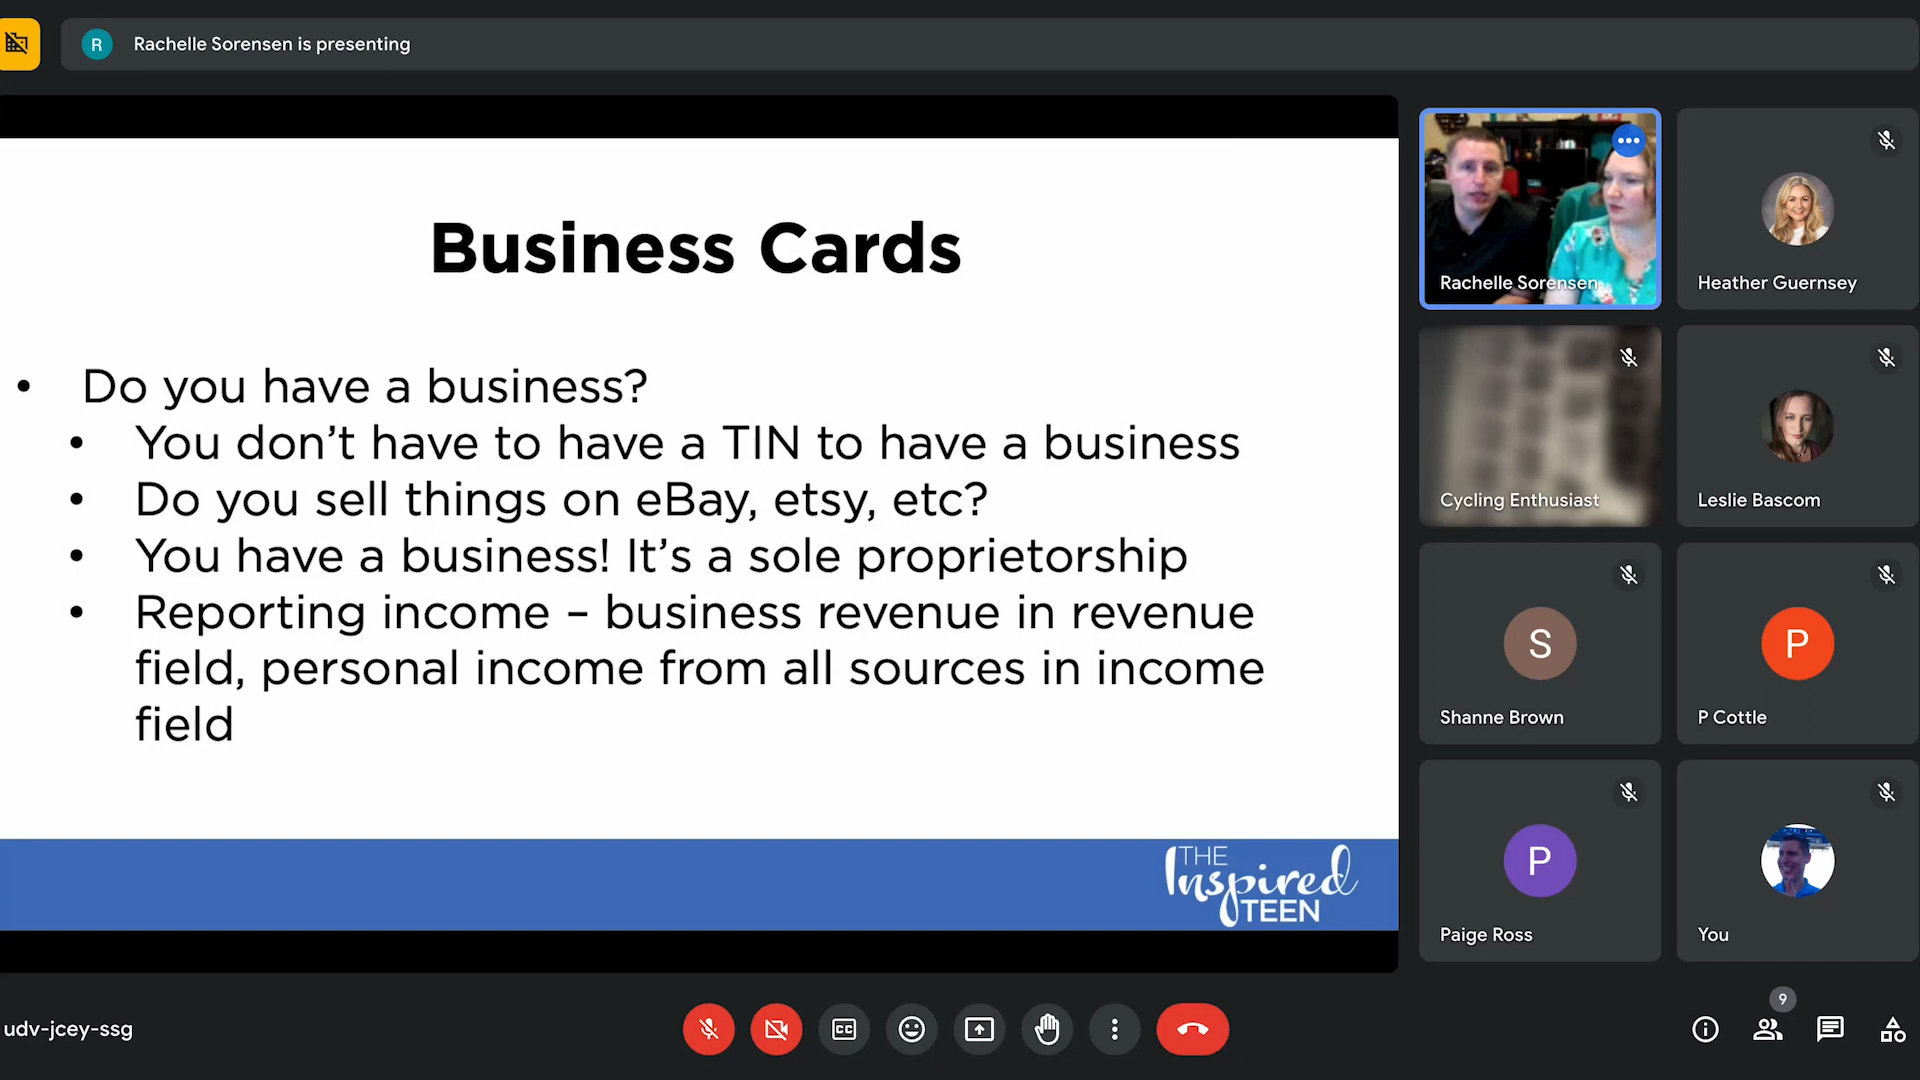 R Rachelle Sorensen is presenting
Business Cards
• Do you have a business?
• You don’t have to have a TIN to have a business
• Do you sell things on eBay, etsy, etc?
• You have a business! It’s a sole proprietorship
• Reporting income – business revenue in revenue
field, personal income from all sources in income
field
THE
Inspired
TEEN
Rachelle Sorensen
Heather Guernsey
Cycling Enthusiast
Leslie Bascom
S
Shanne Brown
P
P Cottle
P
Paige Ross
You
udv-jcey-ssg
CC
9